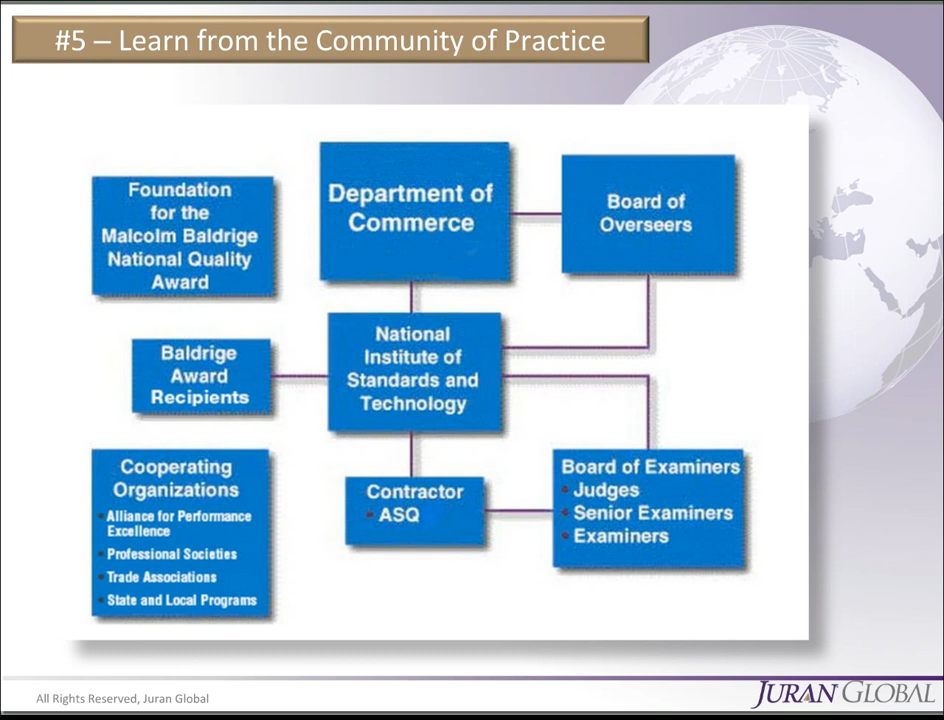 #5 – Learn from the Community of Practice
Foundation
for the
Malcolm Baldrige
National Quality
Award
Department of
Commerce
Board of
Overseers
Baldrige
Award
Recipients
National
Institute of
Standards and
Technology
Cooperating
Organizations
• Alliance for Performance
Excellence
• Professional Societies
• Trade Associations
• State and Local Programs
Contractor
• ASQ
Board of Examiners
• Judges
• Senior Examiners
• Examiners
All Rights Reserved, Juran Global
JURAN GLOBAL